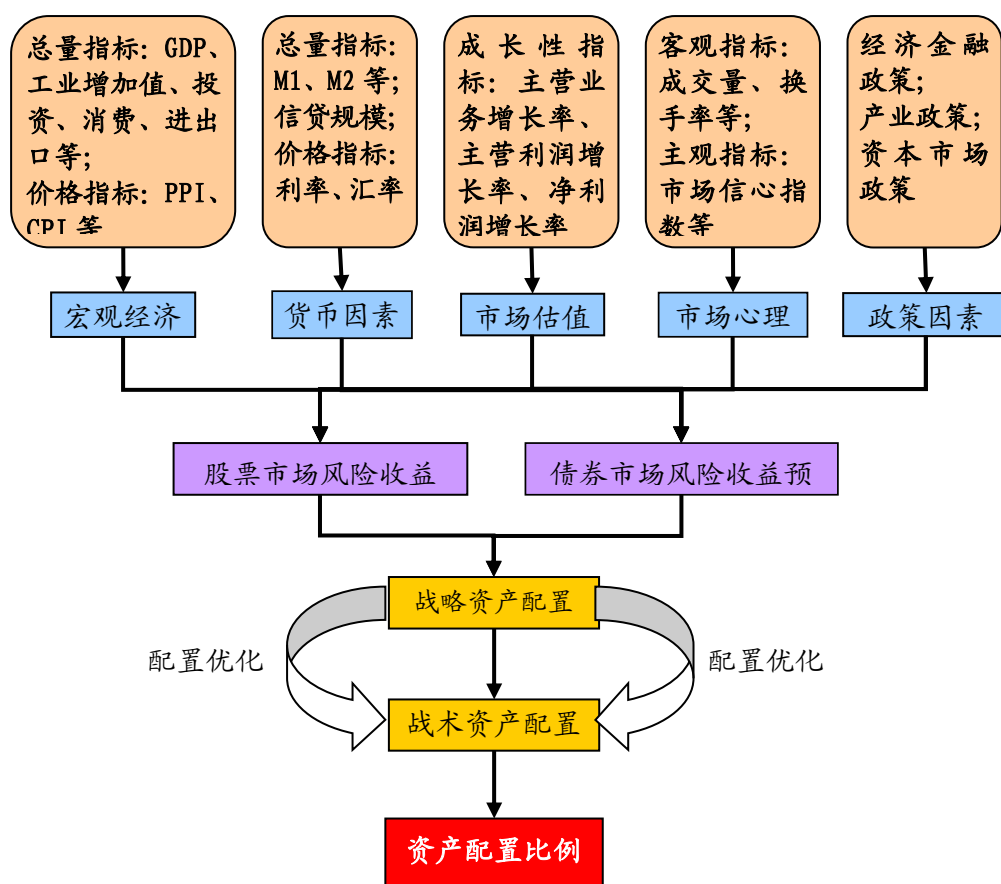 总量指标：GDP、
工业增加值、投
资、消费、进出
口等；
价格指标：PPI、
CPI 等
总量指标：
M1、M2 等；
信贷规模；
价格指标：
利率、汇率
成长性指
标：主营业
务增长率、
主营利润增
长率、净利
润增长率
客观指标：
成交量、换
手率等；
主观指标：
市场信心指
数等
经济金融
政策；
产业政策；
资本市场
政策
宏观经济
货币因素
市场估值
市场心理
政策因素
股票市场风险收益
债券市场风险收益预
战略资产配置
配置优化
配置优化
战术资产配置
资产配置比例